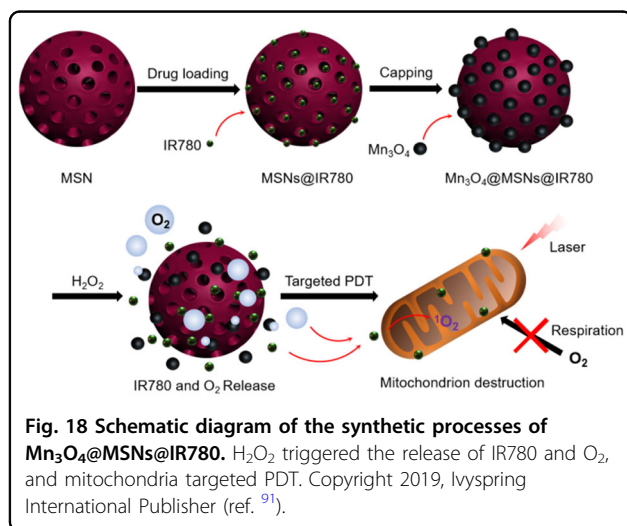 Drug loading
Capping
IR780
Mn₃O₄
MSN
MSNs@IR780
Mn₃O₄@MSNs@IR780
O₂
Laser
H₂O₂
Targeted PDT
¹O₂
Respiration
O₂
IR780 and O₂ Release
Mitochondrion destruction
Fig. 18 Schematic diagram of the synthetic processes of
Mn₃O₄@MSNs@IR780. H₂O₂ triggered the release of IR780 and O₂,
and mitochondria targeted PDT. Copyright 2019, Ivyspring
International Publisher (ref. ⁹¹).